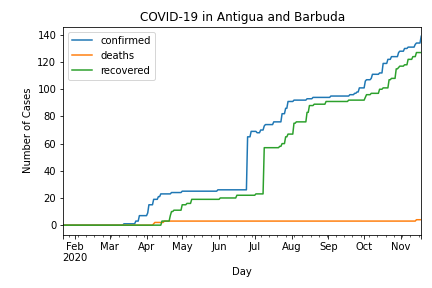 COVID-19 in Antigua and Barbuda
140
120
100
80
60
40
20
0
Number of Cases
confirmed
deaths
recovered
Feb Mar Apr May Jun Jul Aug Sep Oct Nov
2020
Day